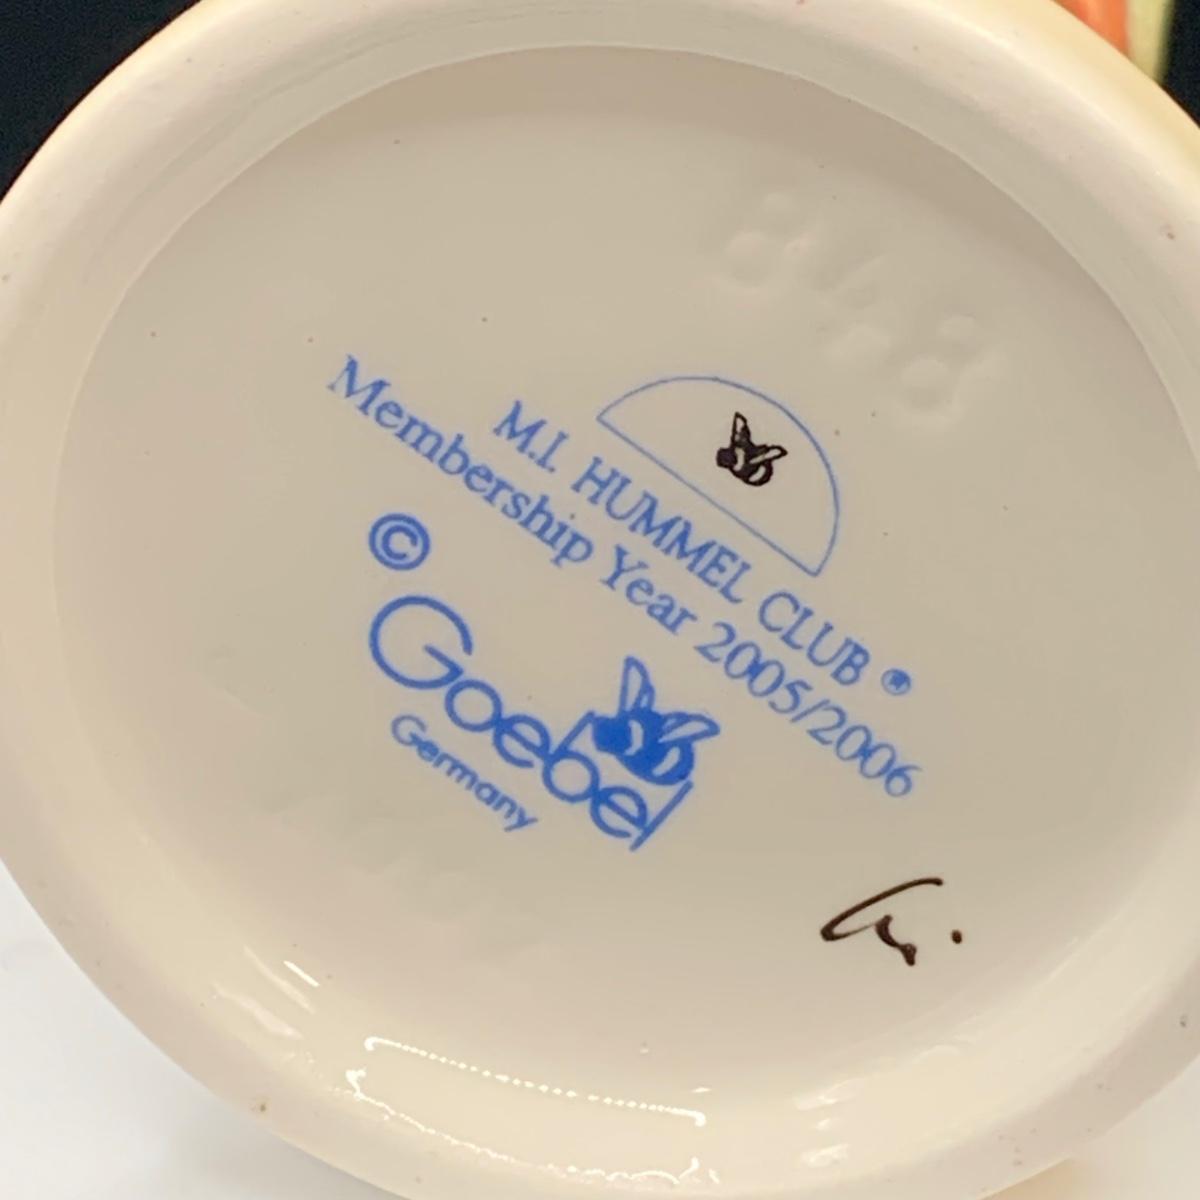 M.I. HUMMEL CLUB ®
Membership Year 2005/2006
©
Goebel
Germany